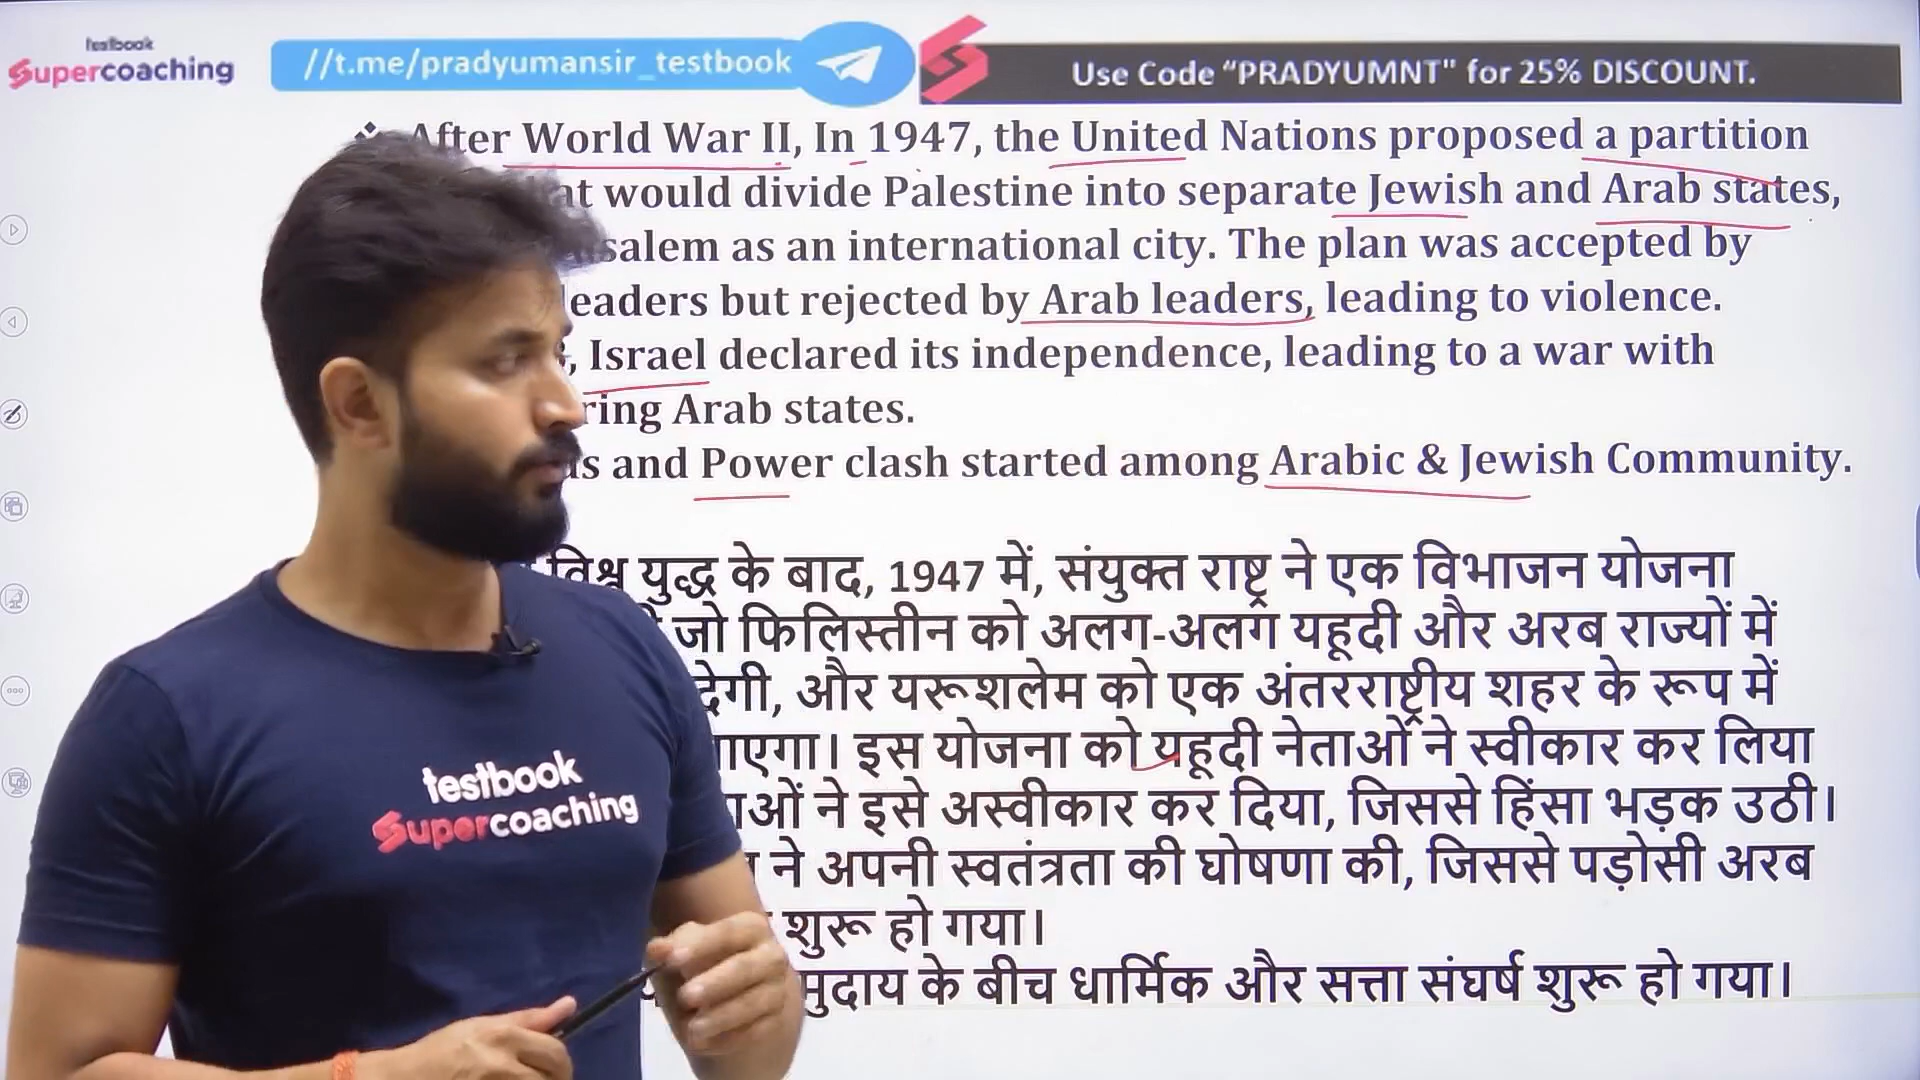 testbook
Supercoaching
//t.me/pradyumansir_testbook
Use Code “PRADYUMNT" for 25% DISCOUNT.
After World War II, In 1947, the United Nations proposed a partition
would divide Palestine into separate Jewish and Arab states,
as an international city. The plan was accepted by
but rejected by Arab leaders, leading to violence.
Israel declared its independence, leading to a war with
Arab states.
and Power clash started among Arabic & Jewish Community.
विश्व युद्ध के बाद, 1947 में, संयुक्त राष्ट्र ने एक विभाजन योजना
जो फिलिस्तीन को अलग-अलग यहूदी और अरब राज्यों में
देगी, और यरूशलेम को एक अंतरराष्ट्रीय शहर के रूप में
इस योजना को यहूदी नेताओं ने स्वीकार कर लिया
ने इसे अस्वीकार कर दिया, जिससे हिंसा भड़क उठी।
ने अपनी स्वतंत्रता की घोषणा की, जिससे पड़ोसी अरब
शुरू हो गया।
के बीच धार्मिक और सत्ता संघर्ष शुरू हो गया।
testbook
Supercoaching